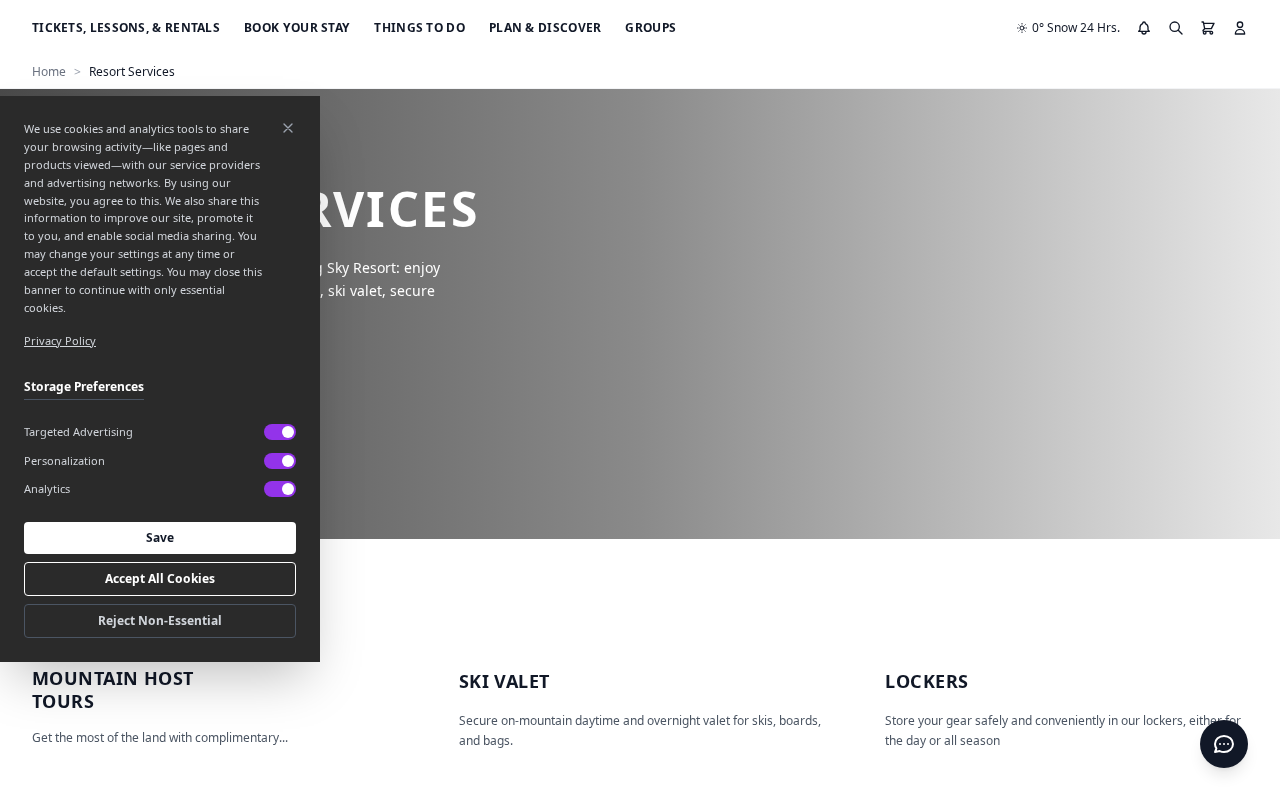 TICKETS, LESSONS, & RENTALS BOOK YOUR STAY THINGS TO DO PLAN & DISCOVER GROUPS 0° Snow 24 Hrs.
Home > Resort Services
We use cookies and analytics tools to share
your browsing activity—like pages and
products viewed—with our service providers
and advertising networks. By using our
website, you agree to this. We also share this
information to improve our site, promote it
to you, and enable social media sharing. You
may change your settings at any time or
accept the default settings. You may close this
banner to continue with only essential
cookies.
Privacy Policy
Storage Preferences
Targeted Advertising
Personalization
Analytics
Save
Accept All Cookies
Reject Non-Essential
RVICES
Sky Resort: enjoy
, ski valet, secure
MOUNTAIN HOST
TOURS
Get the most of the land with complimentary...
SKI VALET
Secure on-mountain daytime and overnight valet for skis, boards,
and bags.
LOCKERS
Store your gear safely and conveniently in our lockers, either for
the day or all season